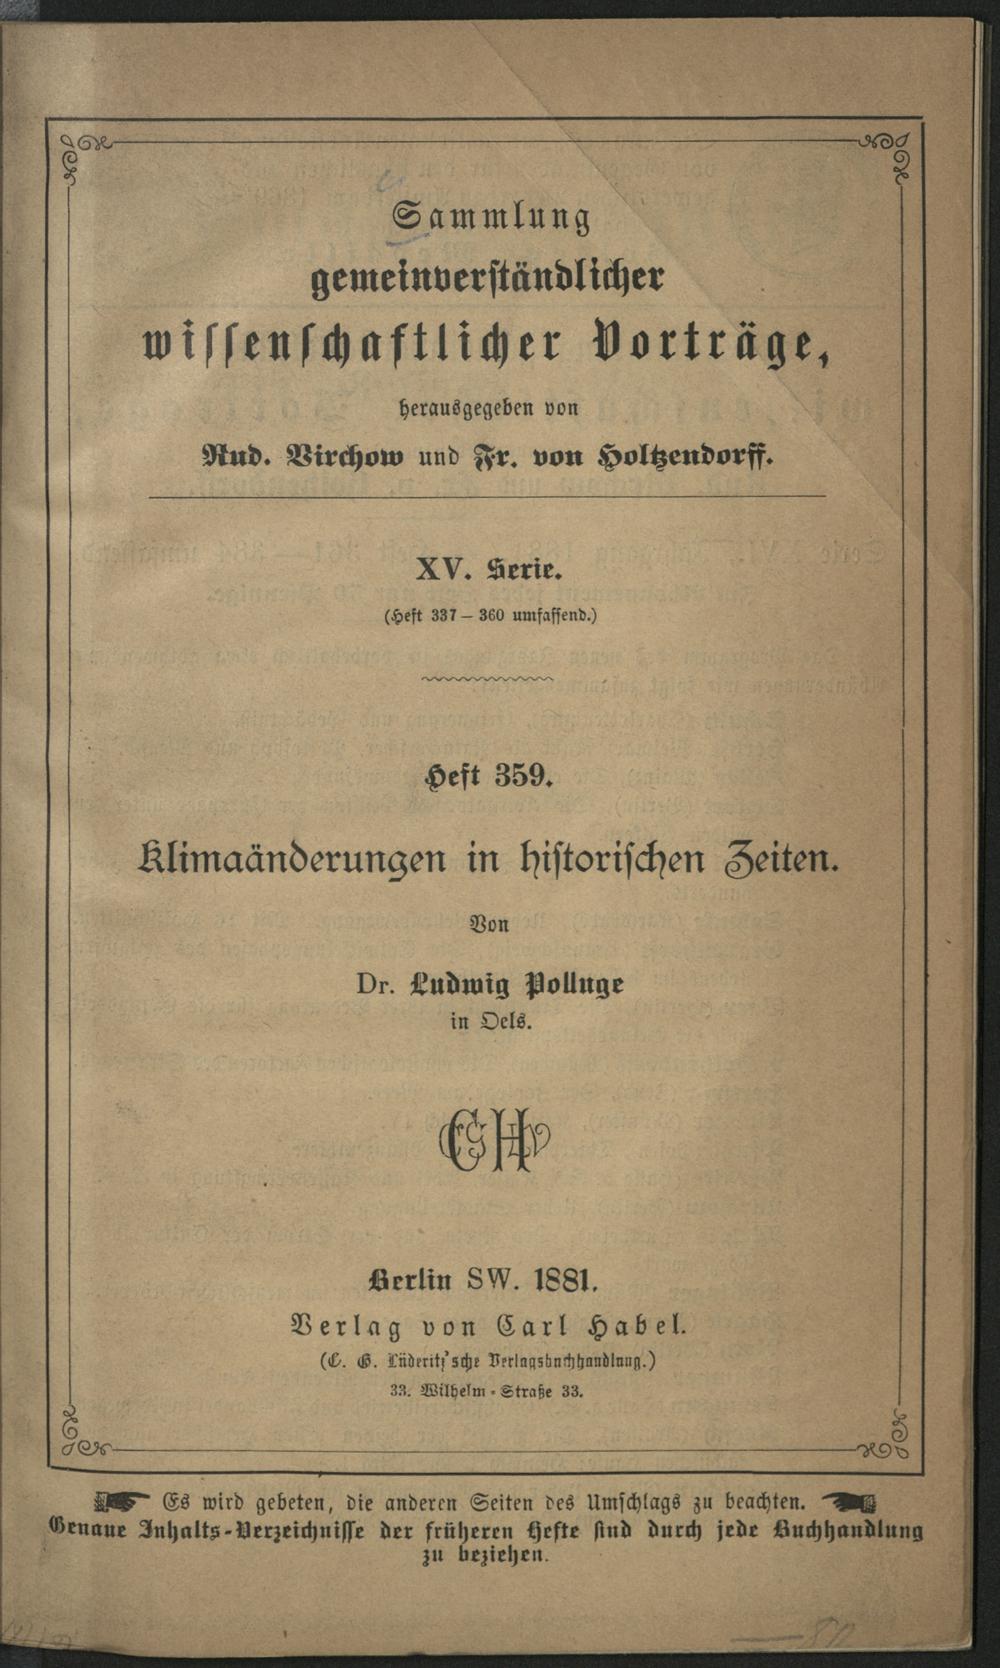 Sammlung
gemeinverständlicher
wissenschaftlicher Vorträge,
herausgegeben von
Rud. Virchow und Fr. von Holtzendorff.
XV. Serie.
(Heft 337 – 360 umfassend.)
Heft 359.
Klimaänderungen in historischen Zeiten.
Von
Dr. Ludwig Polluge
in Oels.
Berlin SW. 1881.
Verlag von Carl Habel.
(C. G. Lüderitz'sche Verlagsbuchhandlung.)
33. Wilhelm-Straße 33.
Es wird gebeten, die anderen Seiten des Umschlags zu beachten.
Genaue Inhalts-Verzeichnisse der früheren Hefte sind durch jede Buchhandlung
zu beziehen.